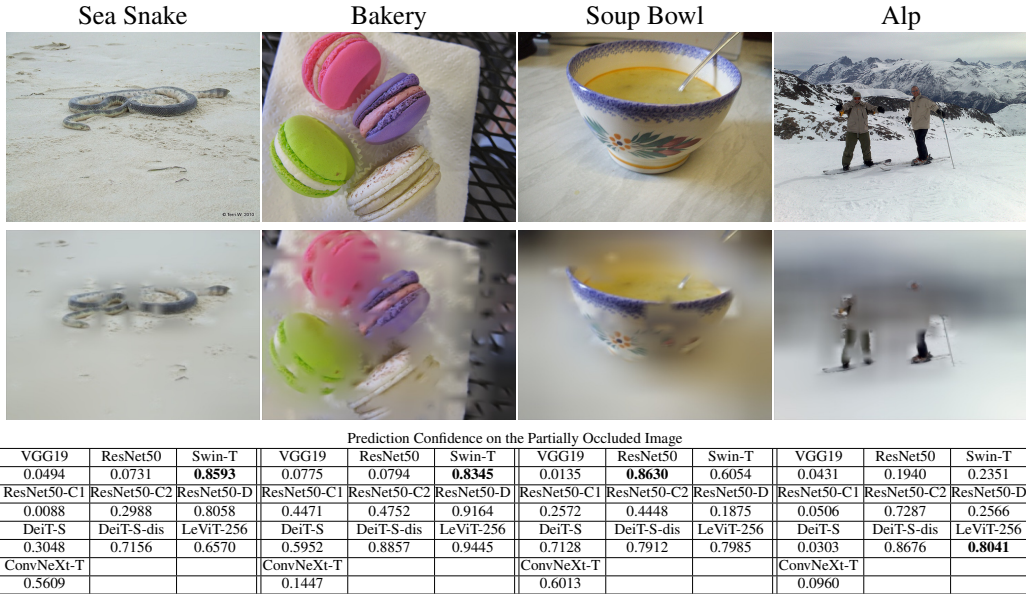 Sea Snake Bakery Soup Bowl Alp
© Terri W. 2010
Prediction Confidence on the Partially Occluded Image
VGG19 ResNet50 Swin-T VGG19 ResNet50 Swin-T VGG19 ResNet50 Swin-T VGG19 ResNet50 Swin-T
0.0494 0.0731 0.8593 0.0775 0.0794 0.8345 0.0135 0.8630 0.6054 0.0431 0.1940 0.2351
ResNet50-C1 ResNet50-C2 ResNet50-D ResNet50-C1 ResNet50-C2 ResNet50-D ResNet50-C1 ResNet50-C2 ResNet50-D ResNet50-C1 ResNet50-C2 ResNet50-D
0.0088 0.2988 0.8058 0.4471 0.4752 0.9164 0.2572 0.4448 0.1875 0.0506 0.7287 0.2566
DeiT-S DeiT-S-dis LeViT-256 DeiT-S DeiT-S-dis LeViT-256 DeiT-S DeiT-S-dis LeViT-256 DeiT-S DeiT-S-dis LeViT-256
0.3048 0.7156 0.6570 0.5952 0.8857 0.9445 0.7128 0.7912 0.7985 0.0303 0.8676 0.8041
ConvNeXt-T ConvNeXt-T ConvNeXt-T ConvNeXt-T
0.5609 0.1447 0.6013 0.0960